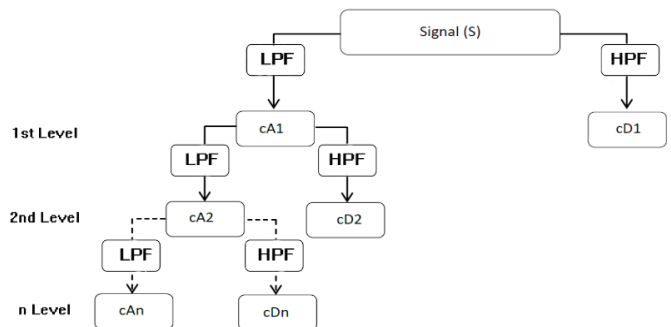 Signal (S)
LPF
HPF
1st Level
cA1
cD1
LPF
HPF
2nd Level
cA2
cD2
LPF
HPF
n Level
cAn
cDn